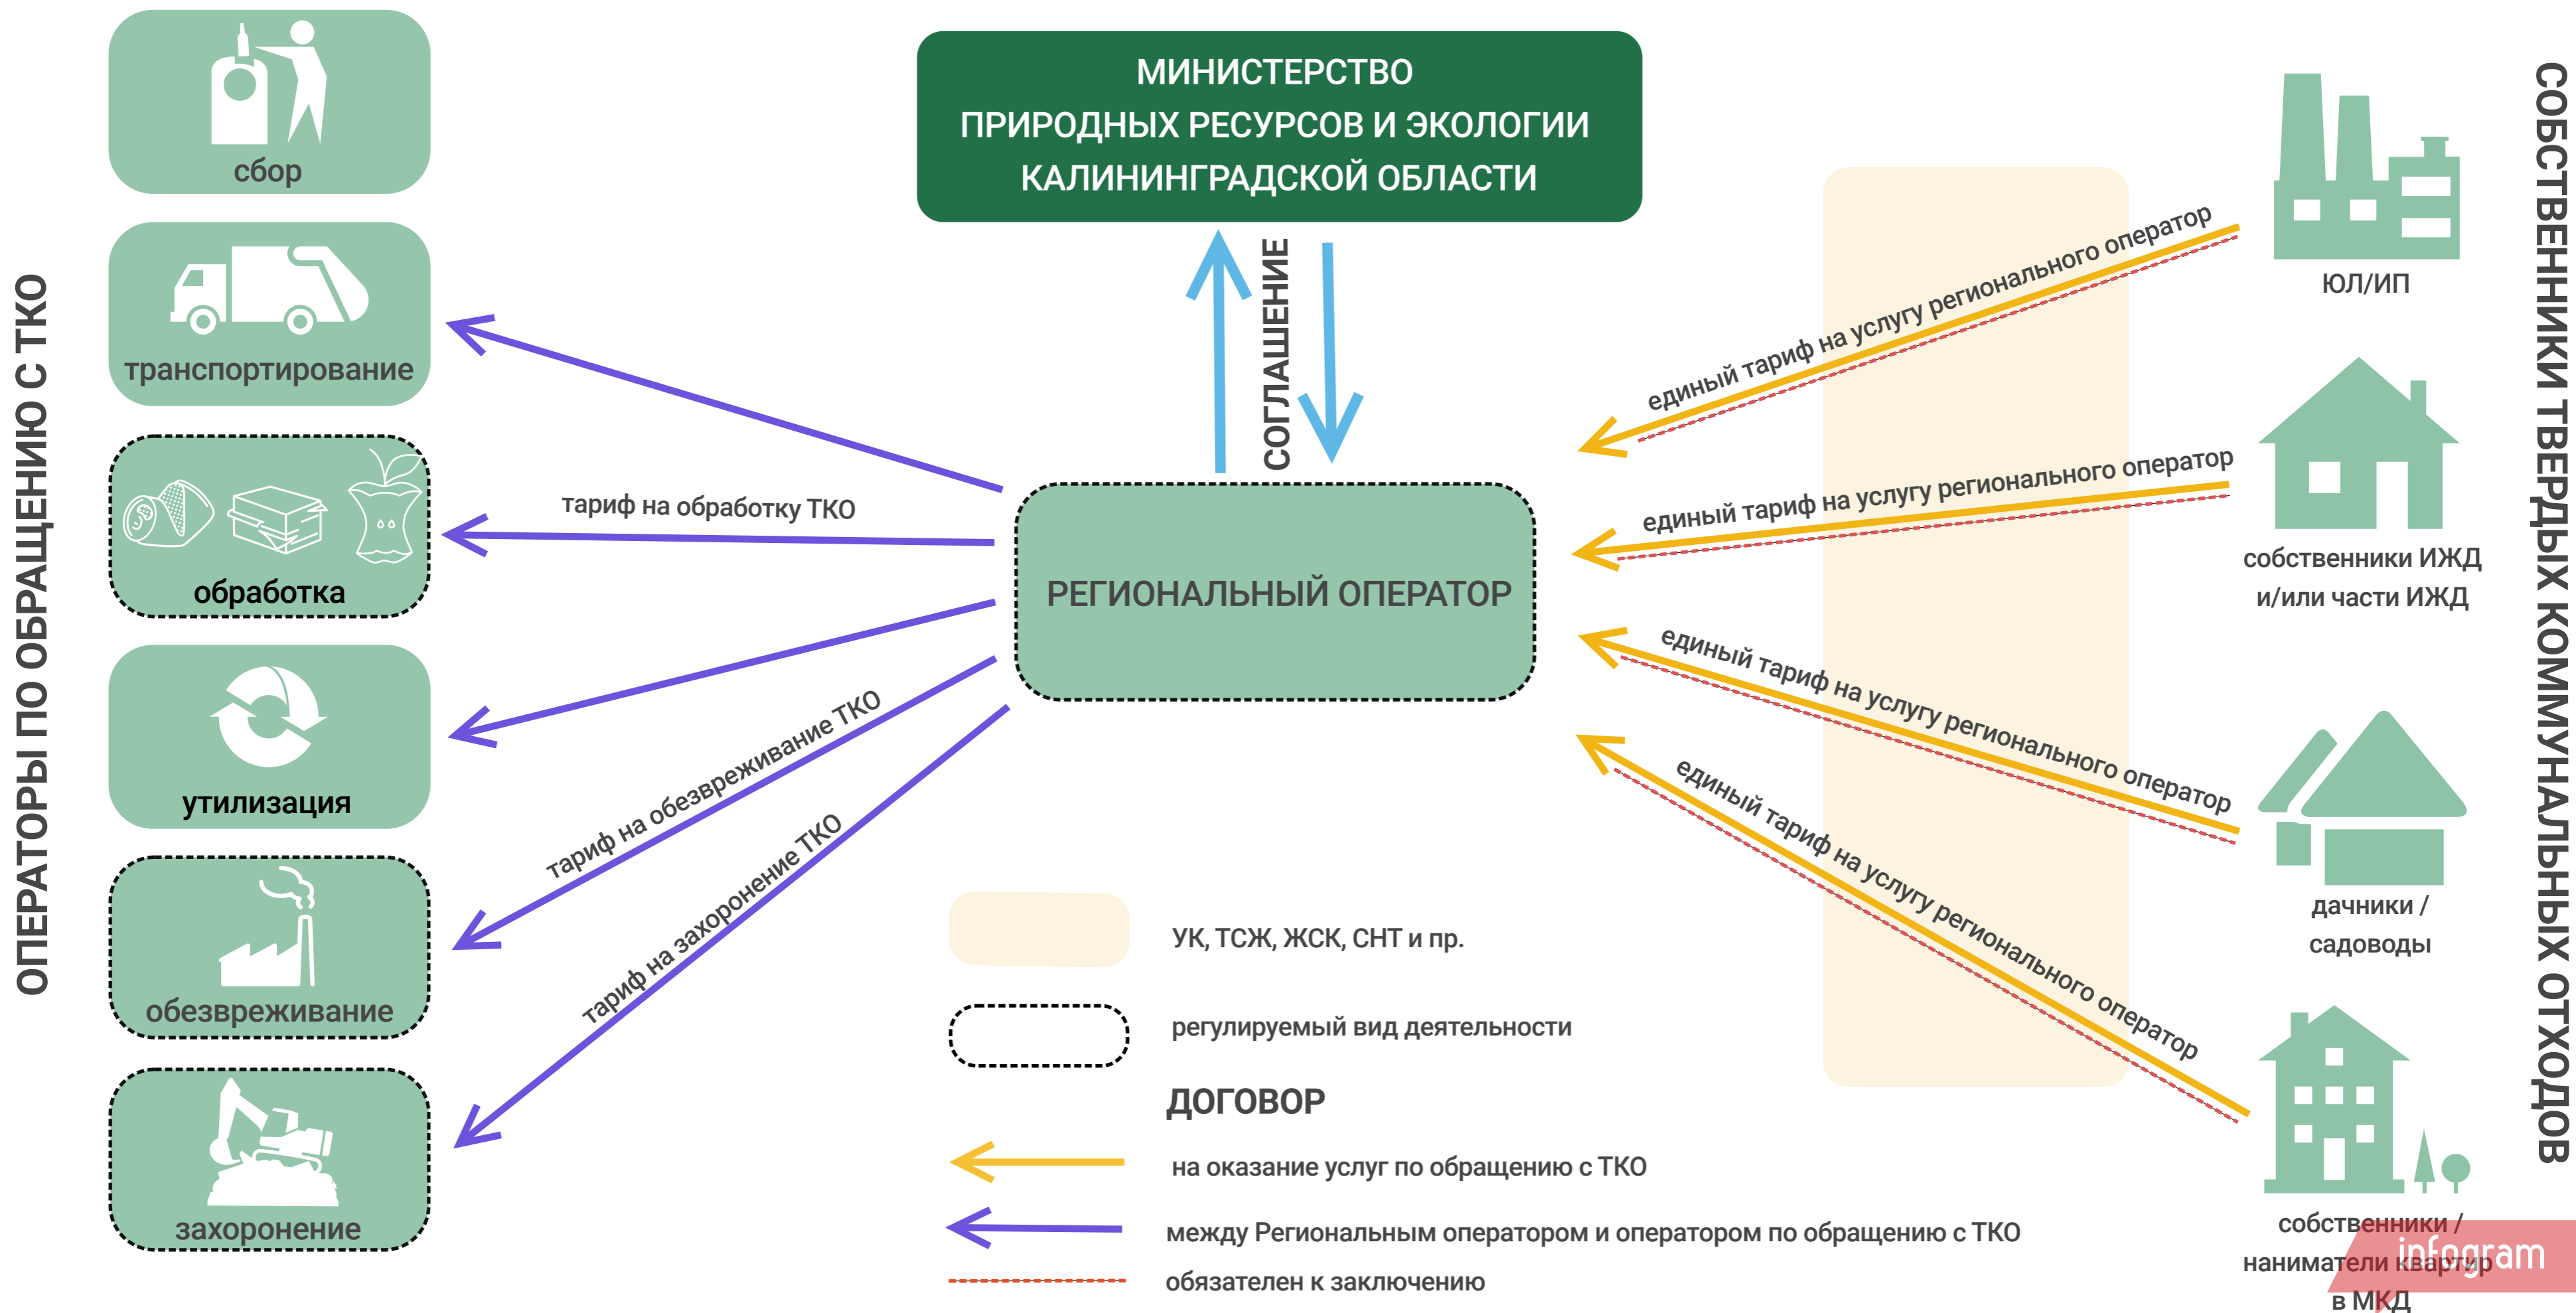 ОПЕРАТОРЫ ПО ОБРАЩЕНИЮ С ТКО
сбор
транспортирование
обработка
утилизация
обезвреживание
захоронение
МИНИСТЕРСТВО
ПРИРОДНЫХ РЕСУРСОВ И ЭКОЛОГИИ
КАЛИНИНГРАДСКОЙ ОБЛАСТИ
СОГЛАШЕНИЕ
РЕГИОНАЛЬНЫЙ ОПЕРАТОР
тариф на обработку ТКО
тариф на обезвреживание ТКО
тариф на захоронение ТКО
единый тариф на услугу регионального оператор
единый тариф на услугу регионального оператор
единый тариф на услугу регионального оператор
единый тариф на услугу регионального оператор
ЮЛ/ИП
собственники ИЖД
и/или части ИЖД
дачники /
садоводы
собственники /
наниматели квартир
в МКД
СОБСТВЕННИКИ ТВЕРДЫХ КОММУНАЛЬНЫХ ОТХОДОВ
УК, ТСЖ, ЖСК, СНТ и пр.
регулируемый вид деятельности
ДОГОВОР
на оказание услуг по обращению с ТКО
между Региональным оператором и оператором по обращению с ТКО
обязателен к заключению
infogram